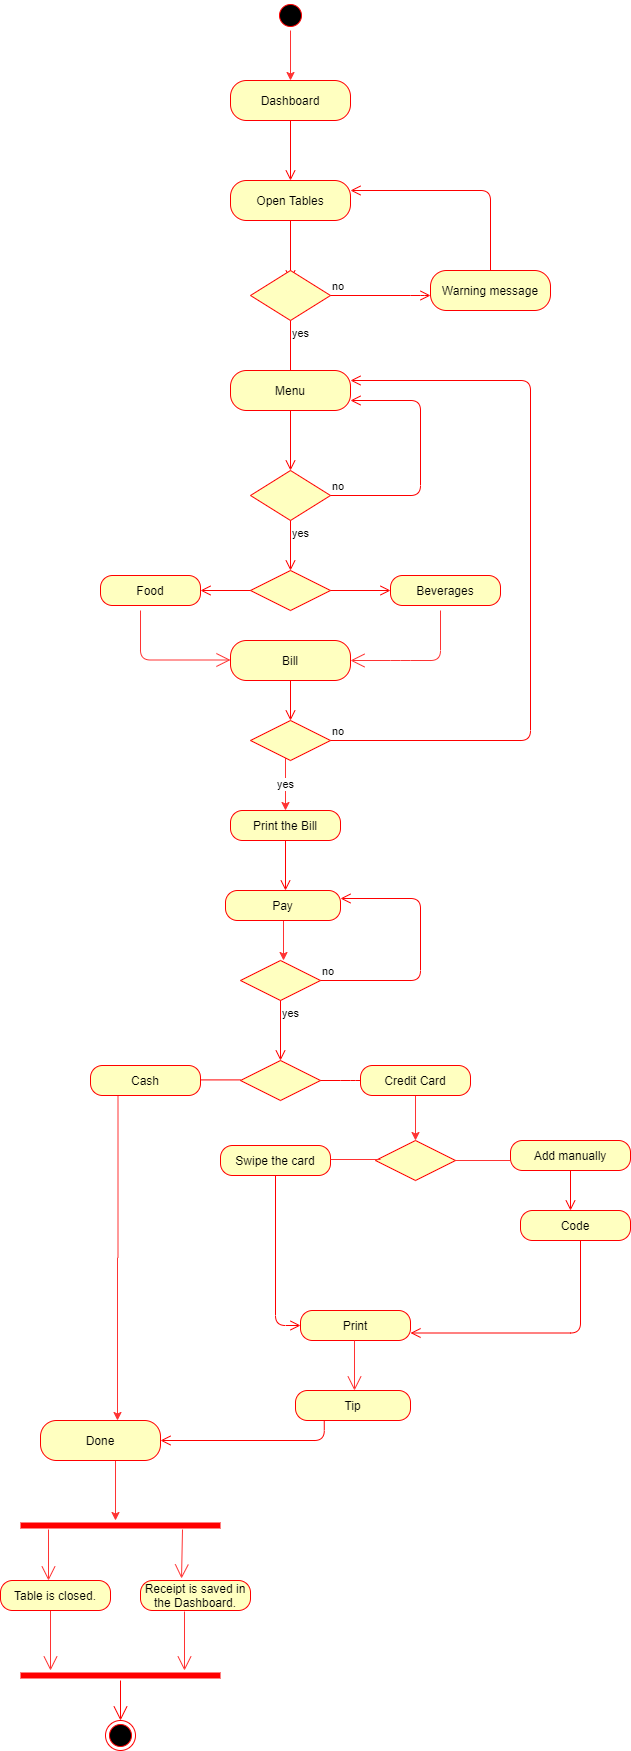 Dashboard
Open Tables
no
Warning message
yes
Menu
no
yes
Food
Beverages
Bill
no
yes
Print the Bill
Pay
no
yes
Cash
Credit Card
Swipe the card
Add manually
Code
Print
Tip
Done
Table is closed.
Receipt is saved in
the Dashboard.